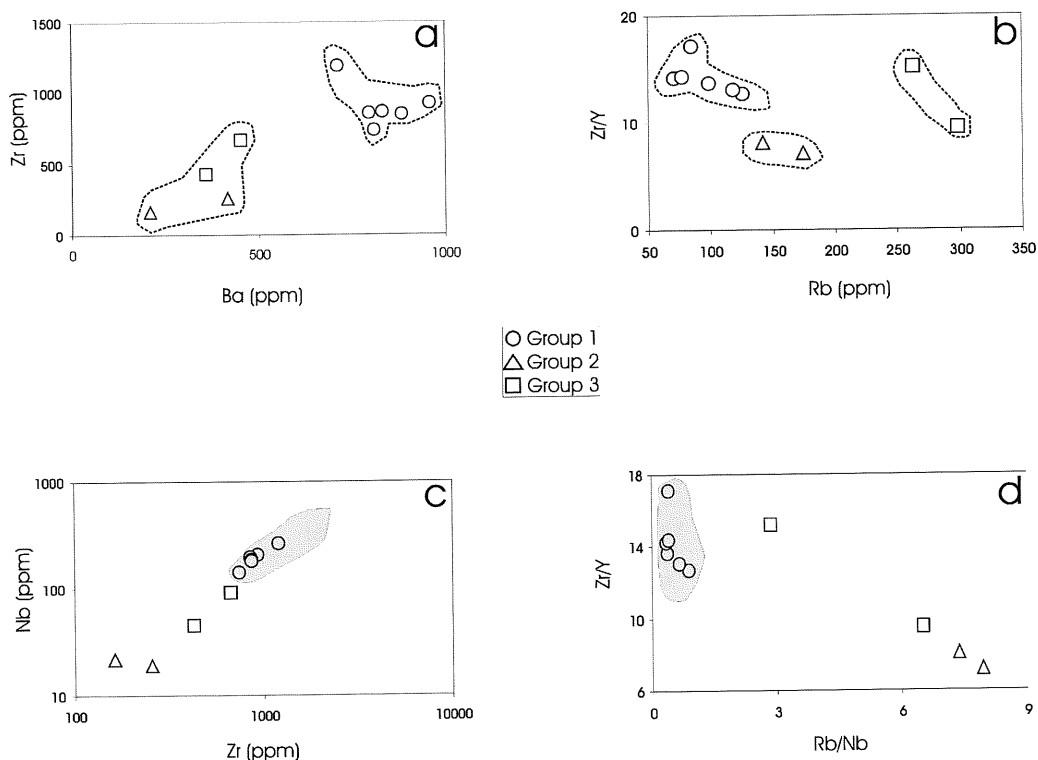 a
1500
1000
500
0
Zr (ppm)
0 500 1000
Ba (ppm)
b
20
10
0
Zr/Y
50 100 150 200 250 300 350
Rb (ppm)
Group 1
Group 2
Group 3
c
1000
100
10
Nb (ppm)
100 1000 10000
Zr (ppm)
d
18
14
10
6
Zr/Y
0 3 6 9
Rb/Nb